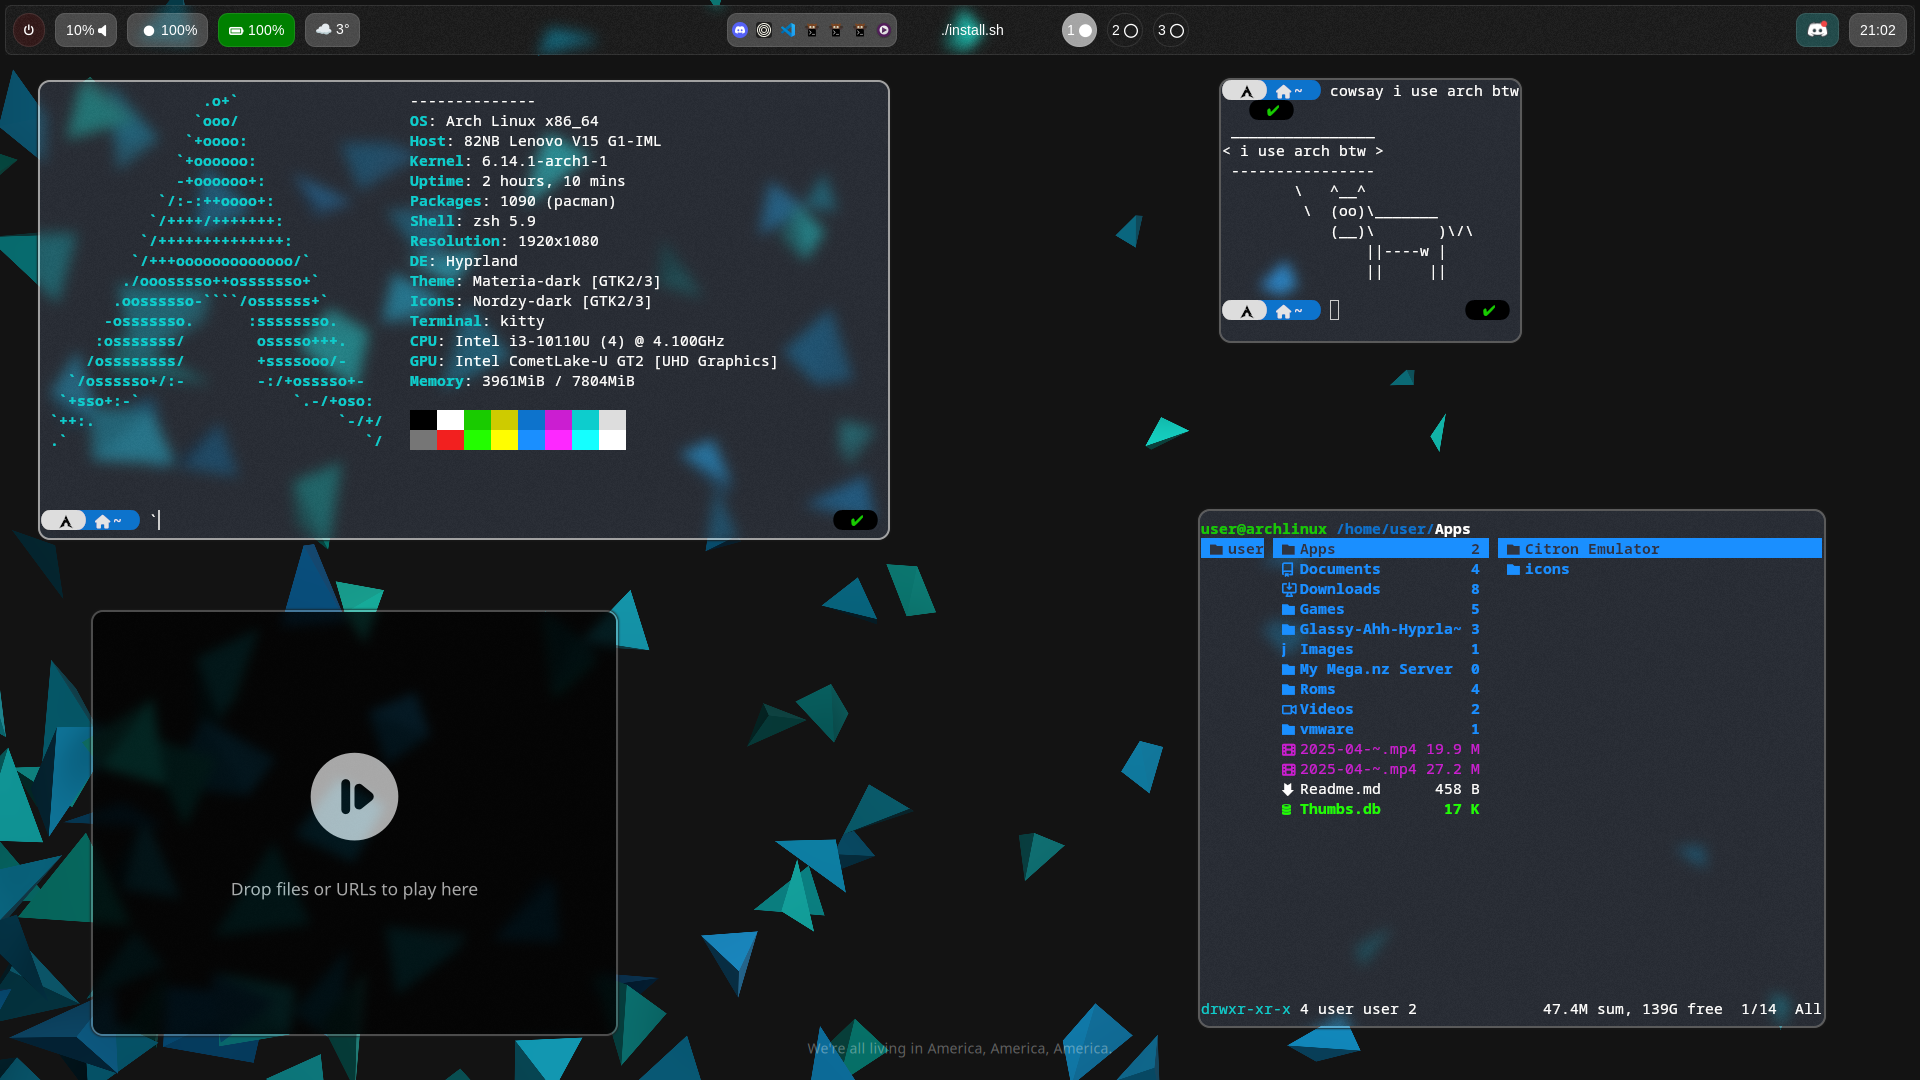 10% 100% 100% 3° ./install.sh 1 2 3 21:02
.o+`
`ooo/
`+oooo:
`+oooooo:
-+oooooo+:
`/:-:++oooo+:
`/++++/+++++++:
`/++++++++++++++:
`/+++ooooooooooooo/`
./ooosssso++osssssso+`
.oossssso-````/ossssss+`
-osssssso. :ssssssso.
:osssssss/ osssso+++.
/ossssssss/ +ssssooo/-
`/ossssso+/:- -:/+osssso+-
`+sso+:-` `.-/+oso:
`++:. `-/+/
.` `/
--------------
OS: Arch Linux x86_64
Host: 82NB Lenovo V15 G1-IML
Kernel: 6.14.1-arch1-1
Uptime: 2 hours, 10 mins
Packages: 1090 (pacman)
Shell: zsh 5.9
Resolution: 1920x1080
DE: Hyprland
Theme: Materia-dark [GTK2/3]
Icons: Nordzy-dark [GTK2/3]
Terminal: kitty
CPU: Intel i3-10110U (4) @ 4.100GHz
GPU: Intel CometLake-U GT2 [UHD Graphics]
Memory: 3961MiB / 7804MiB
~ `
~ cowsay i use arch btw
________________
< i use arch btw >
----------------
\ ^__^
\ (oo)\_______
(__)\ )\/\
||----w |
|| ||
~
Drop files or URLs to play here
user@archlinux /home/user/Apps
user Apps 2 Citron Emulator
Documents 4 icons
Downloads 8
Games 5
Glassy-Ahh-Hyprla~ 3
Images 1
My Mega.nz Server 0
Roms 4
Videos 2
vmware 1
2025-04-~.mp4 19.9 M
2025-04-~.mp4 27.2 M
Readme.md 458 B
Thumbs.db 17 K
drwxr-xr-x 4 user user 2 47.4M sum, 139G free 1/14 All
We're all living in America, America, America.